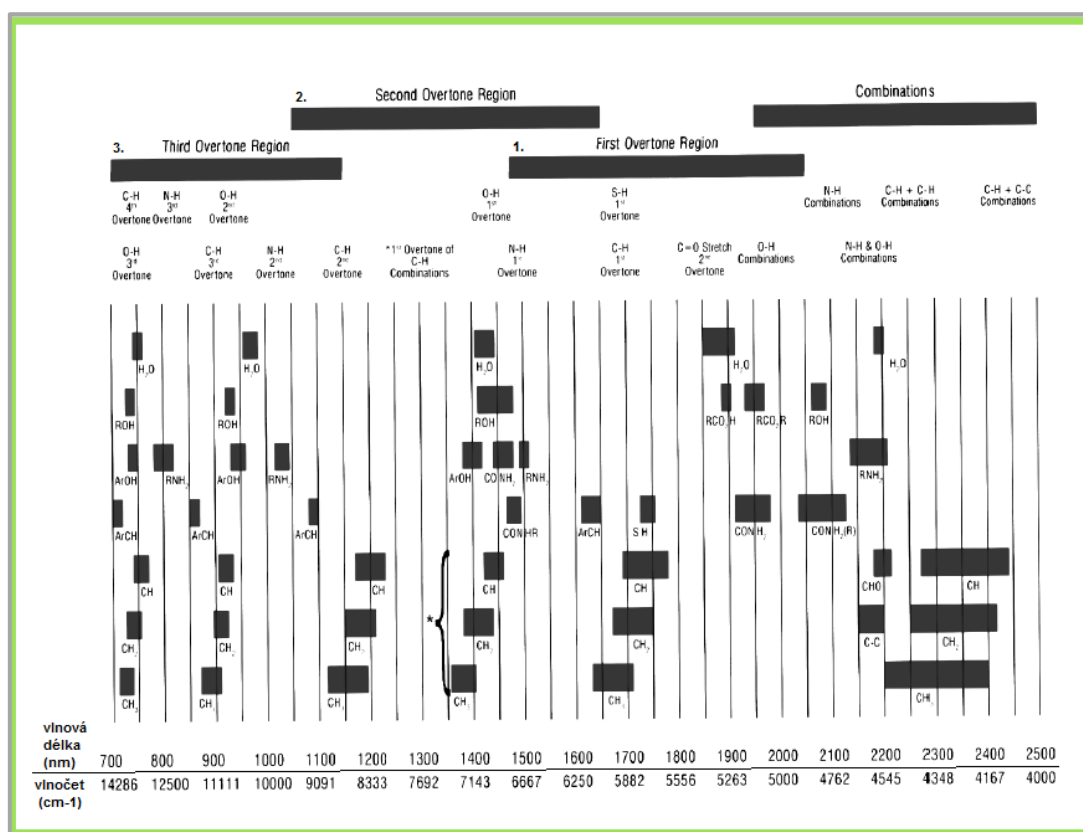 2. Second Overtone Region
Combinations
3. Third Overtone Region
1. First Overtone Region
C-H 4th Overtone
N-H 3rd Overtone
O-H 2nd Overtone
O-H 1st Overtone
S-H 1st Overtone
N-H Combinations
C-H + C-H Combinations
C-H + C-C Combinations
O-H 3rd Overtone
C-H 3rd Overtone
N-H 2nd Overtone
C-H 2nd Overtone
*1st Overtone of C-H Combinations
N-H 1st Overtone
C-H 1st Overtone
C=O Stretch 2nd Overtone
O-H Combinations
N-H & O-H Combinations
H2O H2O H2O H2O H2O
ROH ROH ROH RCO2H RCO2R ROH
ArOH RNH2 ArOH RNH2 ArOH CONH2 RNH2 RNH2
ArCH ArCH ArCH CONHR ArCH SH CONH2 CONH2(R)
CH CH CH CH CH CHO CH
*
CH2 CH2 CH2 CH2 CH2 C-C CH2
CH3 CH3 CH3 CH3 CH3 CH3
vlnová
délka
(nm) 700 800 900 1000 1100 1200 1300 1400 1500 1600 1700 1800 1900 2000 2100 2200 2300 2400 2500
vlnočet
(cm-1) 14286 12500 11111 10000 9091 8333 7692 7143 6667 6250 5882 5556 5263 5000 4762 4545 4348 4167 4000